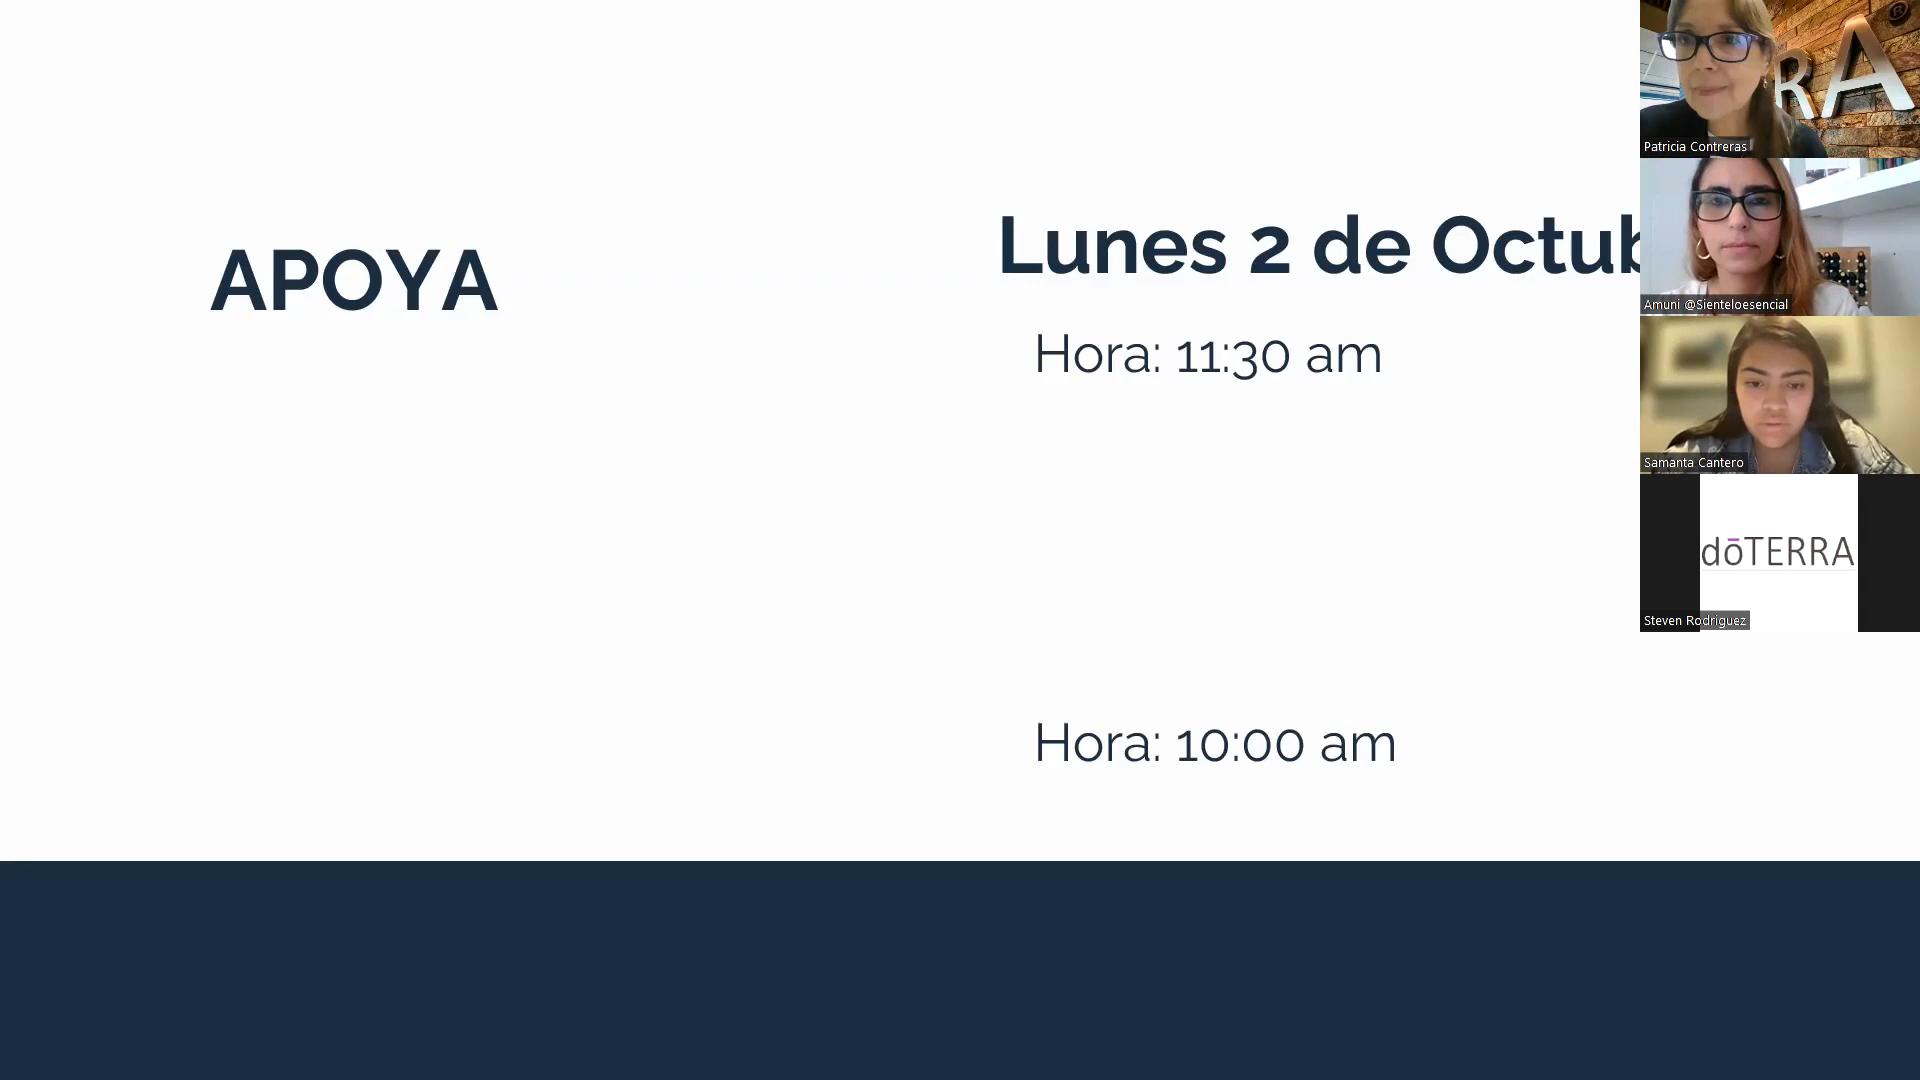 APOYA
Lunes 2 de Octub
Hora: 11:30 am
Hora: 10:00 am
RA
®
Patricia Contreras
Amuni @Sienteloesencial
Samanta Cantero
dōTERRA
Steven Rodriguez